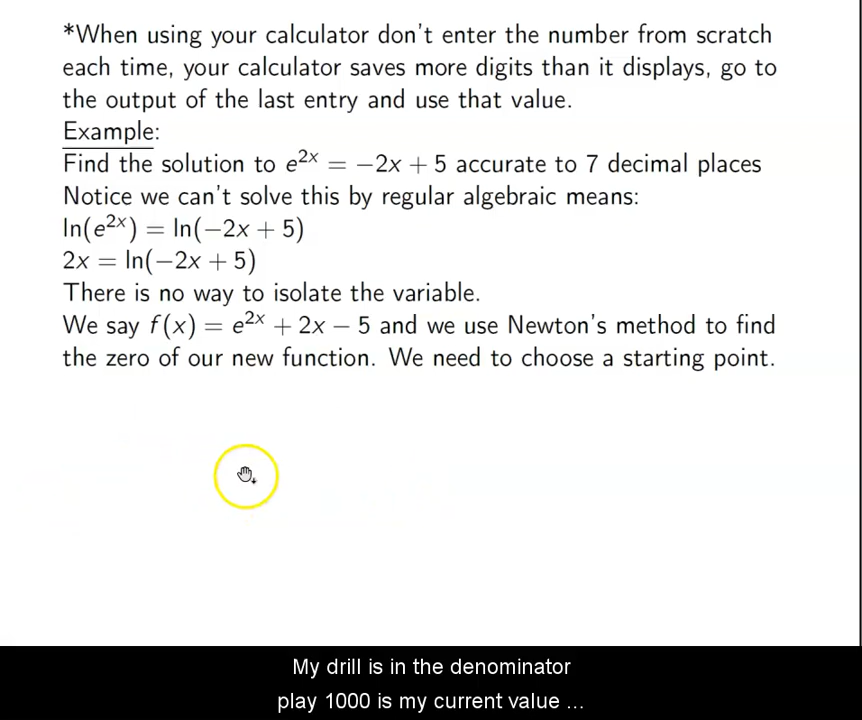 *When using your calculator don't enter the number from scratch
each time, your calculator saves more digits than it displays, go to
the output of the last entry and use that value.
Example:
Find the solution to e^{2x} = −2x + 5 accurate to 7 decimal places
Notice we can't solve this by regular algebraic means:
ln(e^{2x}) = ln(−2x + 5)
2x = ln(−2x + 5)
There is no way to isolate the variable.
We say f(x) = e^{2x} + 2x − 5 and we use Newton's method to find
the zero of our new function. We need to choose a starting point.
My drill is in the denominator
play 1000 is my current value ...